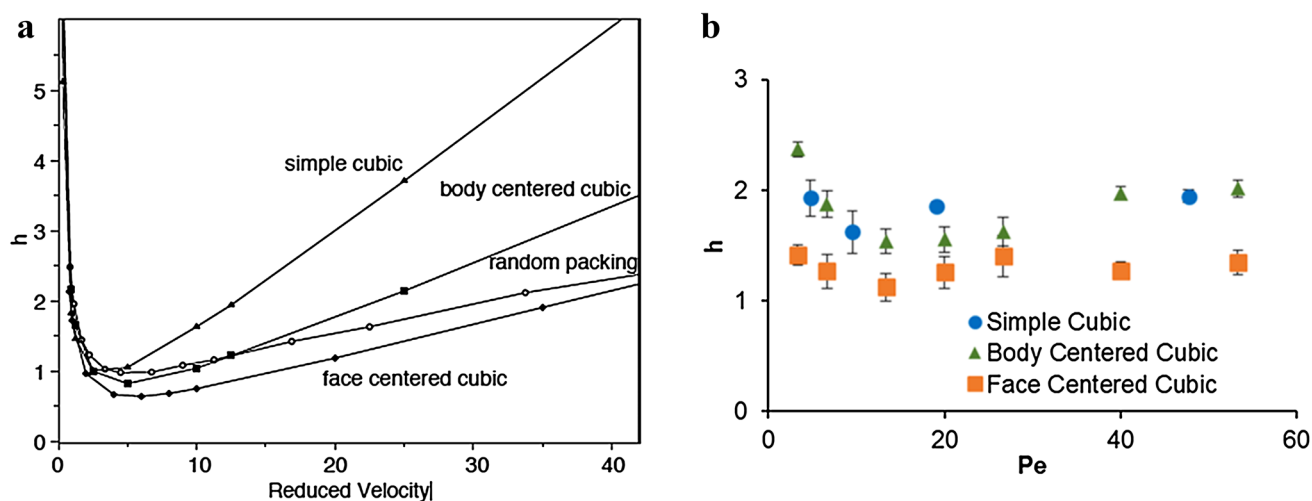 a
5
4
3
2
1
0
h
simple cubic
body centered cubic
random packing
face centered cubic
0
10
20
30
40
Reduced Velocity
b
3
2
1
0
h
Simple Cubic
Body Centered Cubic
Face Centered Cubic
0
20
40
60
Pe